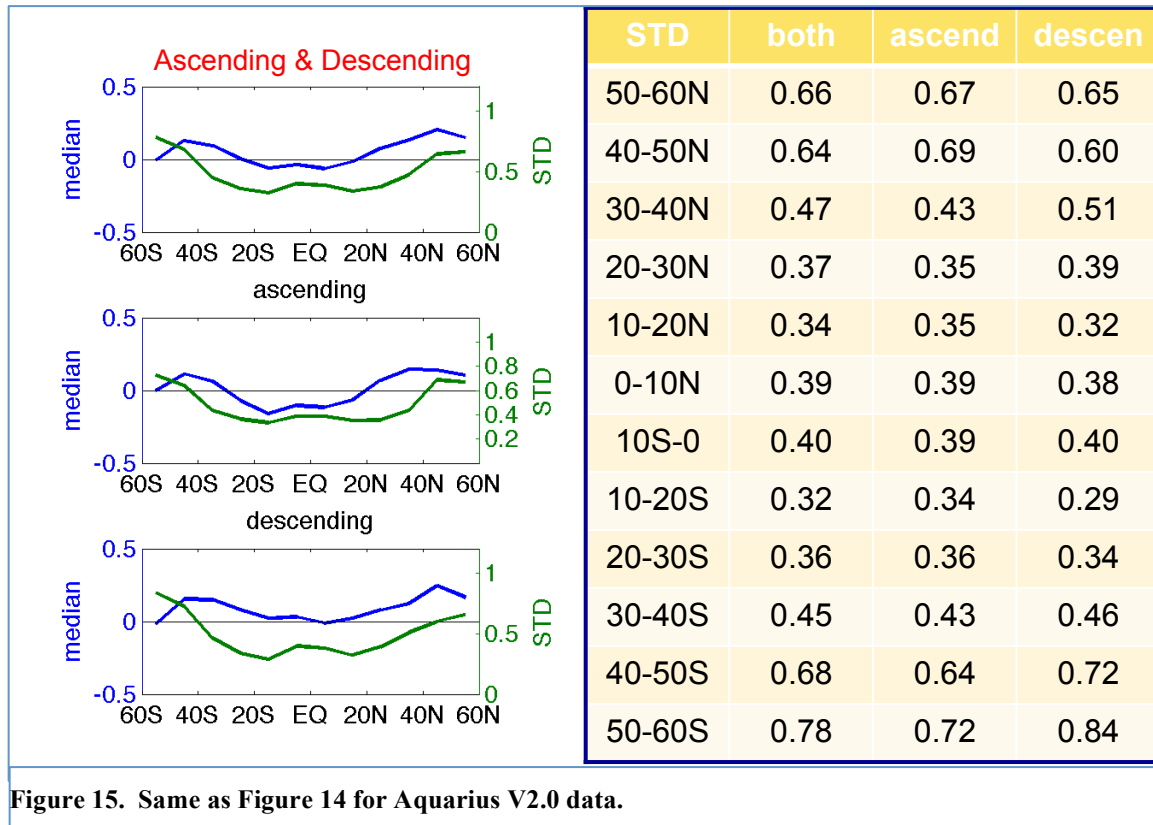 Ascending & Descending
0.5
0
-0.5
median
1
0.5
0
STD
60S 40S 20S EQ 20N 40N 60N
ascending
0.5
0
-0.5
median
1
0.8
0.6
0.4
0.2
STD
60S 40S 20S EQ 20N 40N 60N
descending
0.5
0
-0.5
median
1
0.5
0
STD
60S 40S 20S EQ 20N 40N 60N
STD both ascend descen
50-60N 0.66 0.67 0.65
40-50N 0.64 0.69 0.60
30-40N 0.47 0.43 0.51
20-30N 0.37 0.35 0.39
10-20N 0.34 0.35 0.32
0-10N 0.39 0.39 0.38
10S-0 0.40 0.39 0.40
10-20S 0.32 0.34 0.29
20-30S 0.36 0.36 0.34
30-40S 0.45 0.43 0.46
40-50S 0.68 0.64 0.72
50-60S 0.78 0.72 0.84
Figure 15. Same as Figure 14 for Aquarius V2.0 data.